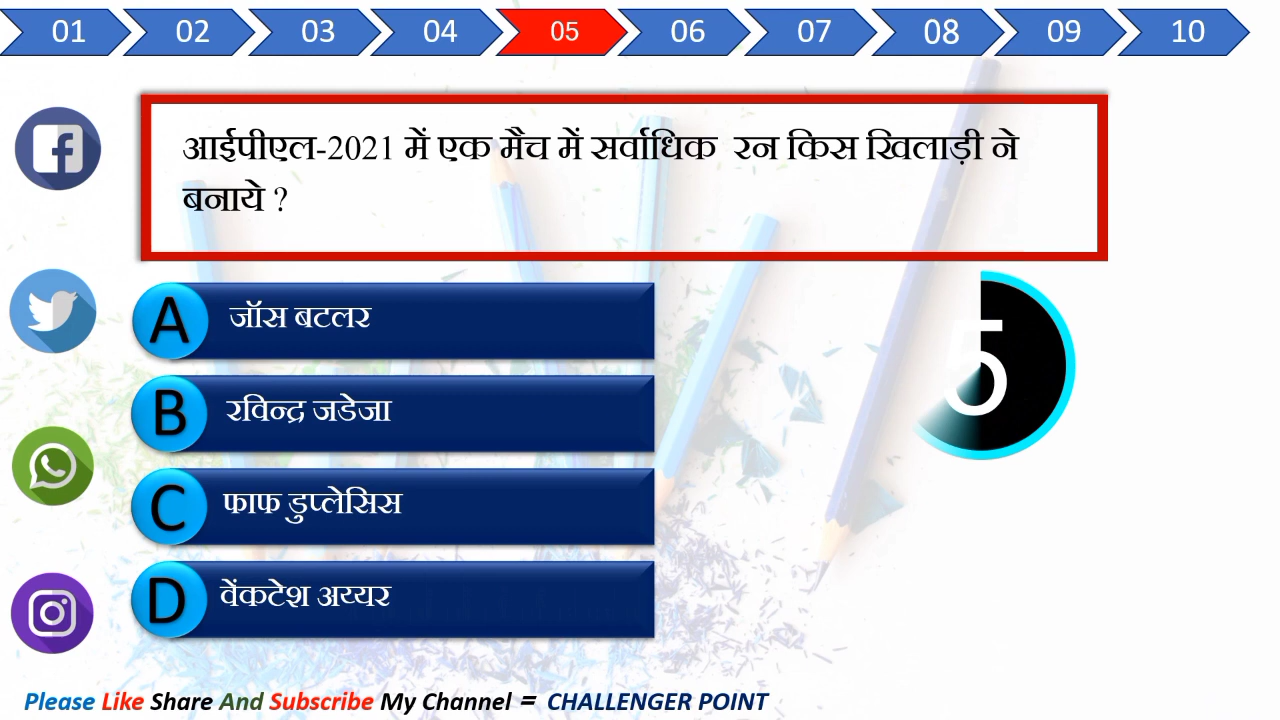 01 02 03 04 05 06 07 08 09 10
आईपीएल-2021 में एक मैच में सर्वाधिक रन किस खिलाड़ी ने
बनाये ?
A जॉस बटलर
5
B रविन्द्र जडेजा
C फाफ डुप्लेसिस
D वेंकटेश अय्यर
Please Like Share And Subscribe My Channel = CHALLENGER POINT